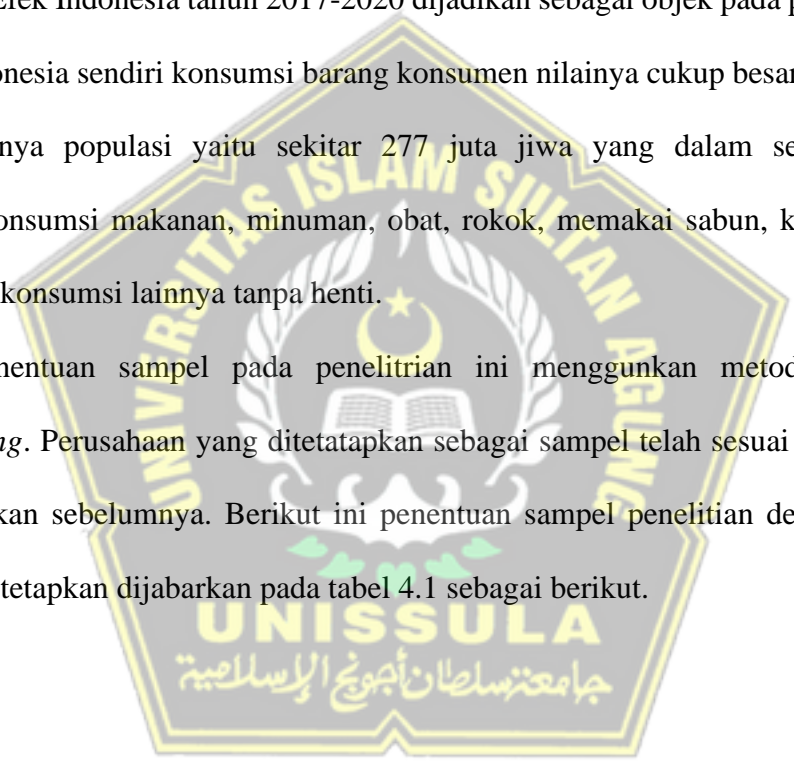 Efek Indonesia tahun 2017-2020 dijadikan sebagai objek pada p
onesia sendiri konsumsi barang konsumen nilainya cukup besar
nya populasi yaitu sekitar 277 juta jiwa yang dalam se
onsumsi makanan, minuman, obat, rokok, memakai sabun, k
konsumsi lainnya tanpa henti.
nentuan sampel pada penelitrian ini menggunkan metod
ng. Perusahaan yang ditetatapkan sebagai sampel telah sesuai
kan sebelumnya. Berikut ini penentuan sampel penelitian de
tetapkan dijabarkan pada tabel 4.1 sebagai berikut.
UNIVERSITAS ISLAM SULTAN AGUNG
UNISSULA
جامعة سلطان أجونج الإسلامية